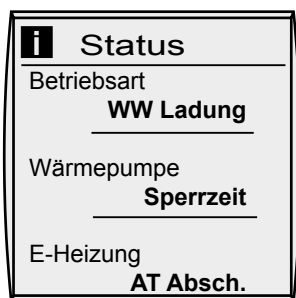 i Status
Betriebsart
WW Ladung
Wärmepumpe
Sperrzeit
E-Heizung
AT Absch.